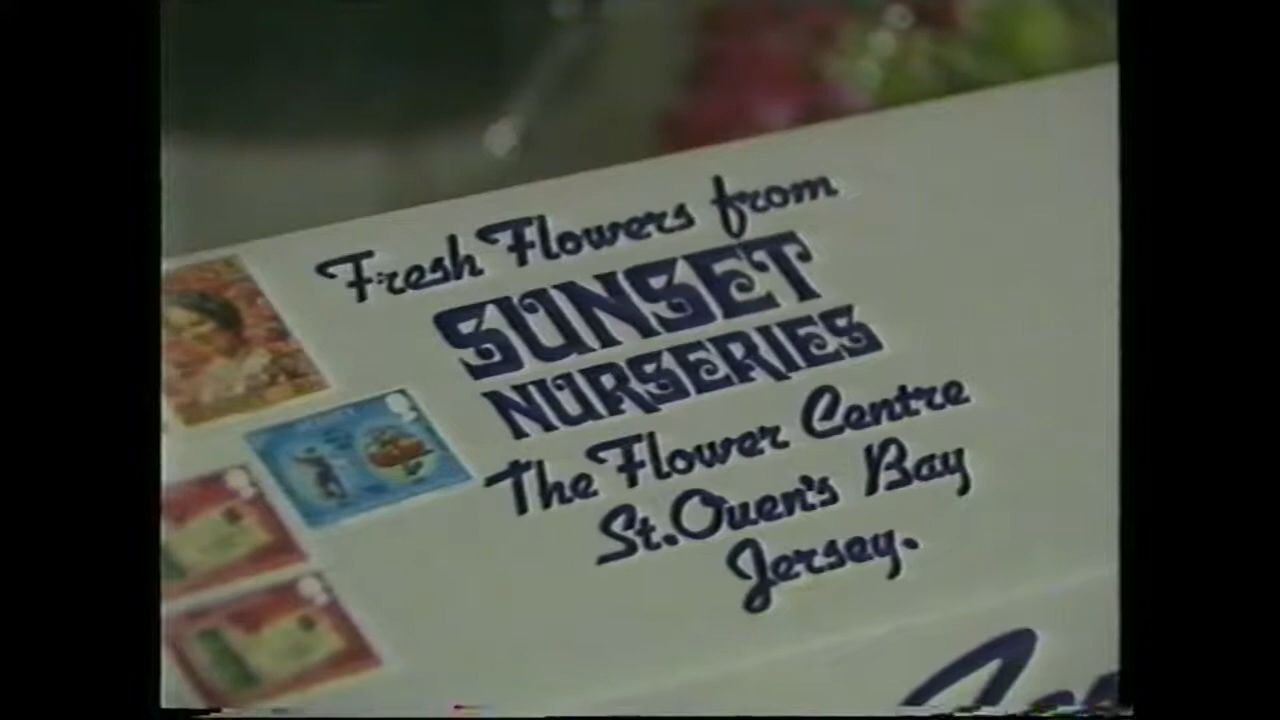 Fresh Flowers from
SUNSET
NURSERIES
The Flower Centre
St. Ouen's Bay
Jersey.